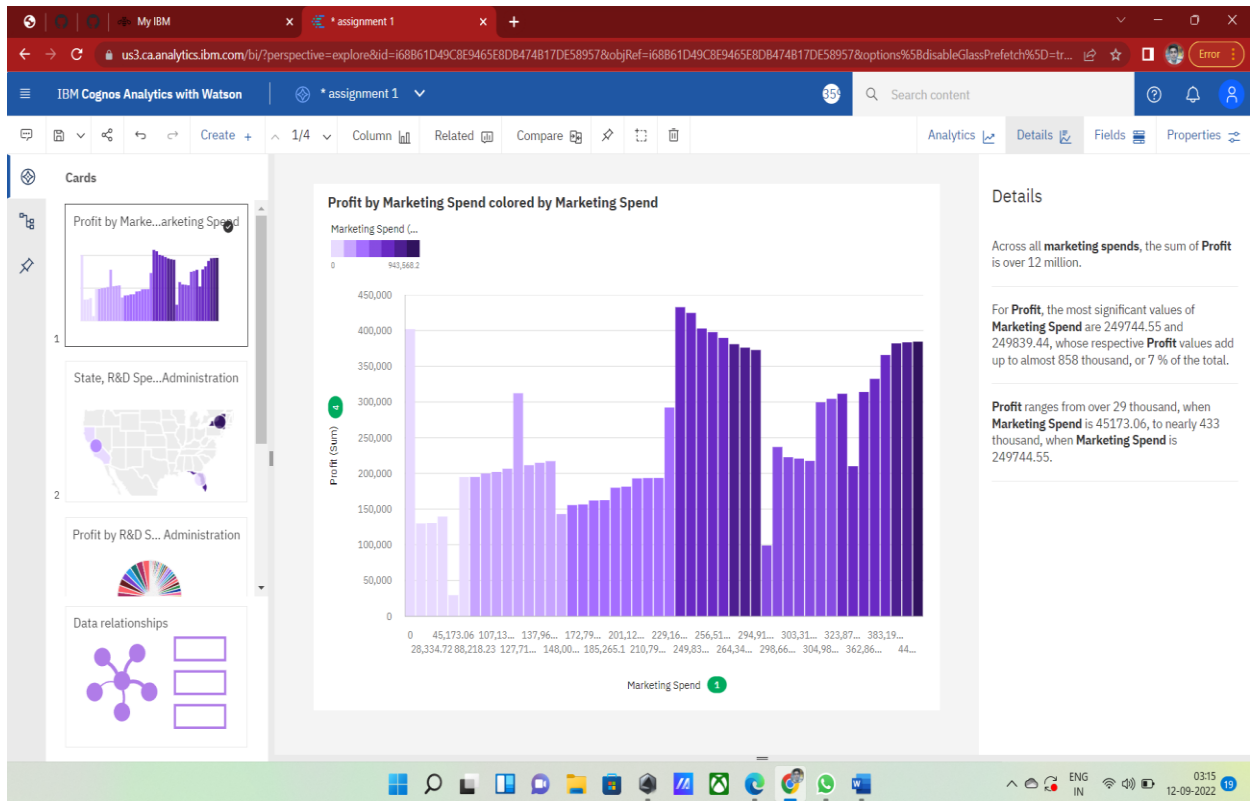 My IBM
* assignment 1
us3.ca.analytics.ibm.com/bi/?perspective=explore&id=i68B61D49C8E9465E8DB474B17DE58957&objRef=i68B61D49C8E9465E8DB474B17DE58957&options%5BdisableGlassPrefetch%5D=tr...
Error
IBM Cognos Analytics with Watson
* assignment 1
Search content
Create +
1/4
Column
Related
Compare
Analytics
Details
Fields
Properties
Cards
Profit by Marke...arketing Spend
1
State, R&D Spe...Administration
2
Profit by R&D S... Administration
Data relationships
Profit by Marketing Spend colored by Marketing Spend
Marketing Spend (...
0 943,568.2
450,000
400,000
350,000
300,000
250,000
200,000
150,000
100,000
50,000
0
Profit (Sum)
4
0 45,173.06 107,13... 137,96... 172,79... 201,12... 229,16... 256,51... 294,91... 303,31... 323,87... 383,19...
28,334.72 88,218.23 127,71... 148,00... 185,265.1 210,79... 249,83... 264,34... 298,66... 304,98... 362,86... 44...
Marketing Spend 1
Details
Across all marketing spends, the sum of Profit
is over 12 million.
For Profit, the most significant values of
Marketing Spend are 249744.55 and
249839.44, whose respective Profit values add
up to almost 858 thousand, or 7 % of the total.
Profit ranges from over 29 thousand, when
Marketing Spend is 45173.06, to nearly 433
thousand, when Marketing Spend is
249744.55.
ENG
IN
03:15
12-09-2022
19